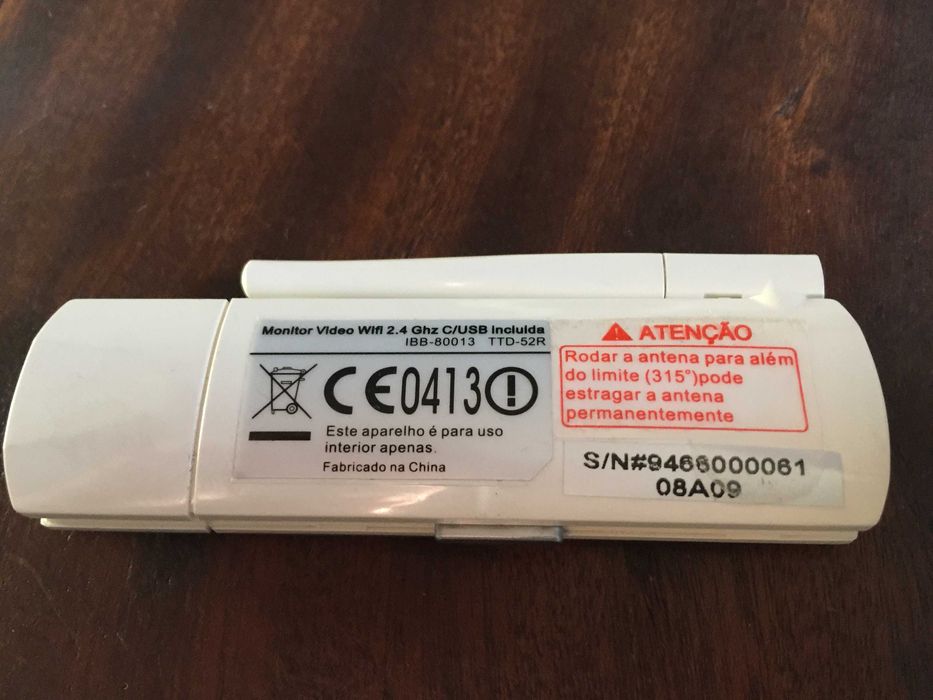 Monitor Video Wifi 2.4 Ghz C/USB Incluida
IBB-80013 TTD-52R
CE0413
Este aparelho é para uso
interior apenas.
Fabricado na China
ATENÇÃO
Rodar a antena para além
do limite (315°)pode
estragar a antena
permanentemente
S/N#9466000061
08A09